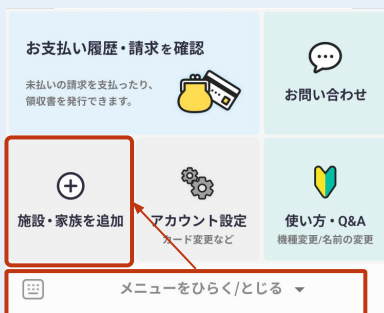 お支払い履歴・請求を確認
未払いの請求を支払ったり、
領収書を発行できます。
お問い合わせ
施設・家族を追加
アカウント設定
カード変更など
使い方・Q&A
機種変更/名前の変更
メニューをひらく/とじる